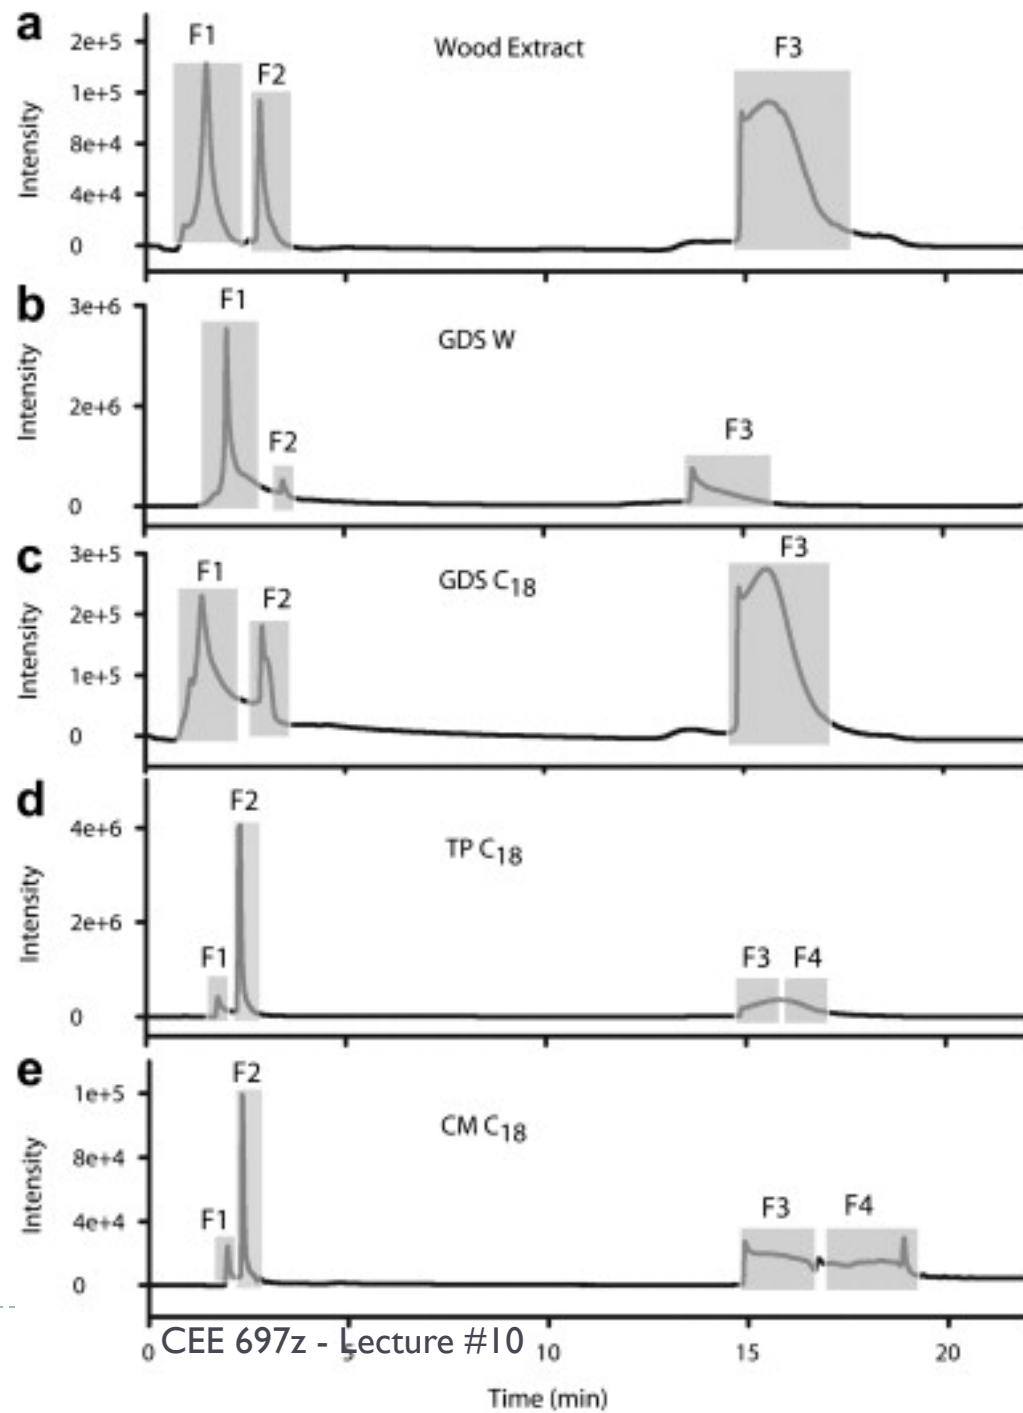 a
F1
F2
Wood Extract
F3
2e+5
1e+5
8e+4
4e+4
0
Intensity
b
F1
GDS W
F2
F3
3e+6
2e+6
0
Intensity
c
F1
F2
GDS C18
F3
3e+5
2e+5
1e+5
0
Intensity
d
F2
TP C18
F1
F3 F4
4e+6
2e+6
0
Intensity
e
F2
CM C18
F1
F3 F4
1e+5
8e+4
4e+4
0
Intensity
CEE 697z - Lecture #10
0 5 10 15 20
Time (min)